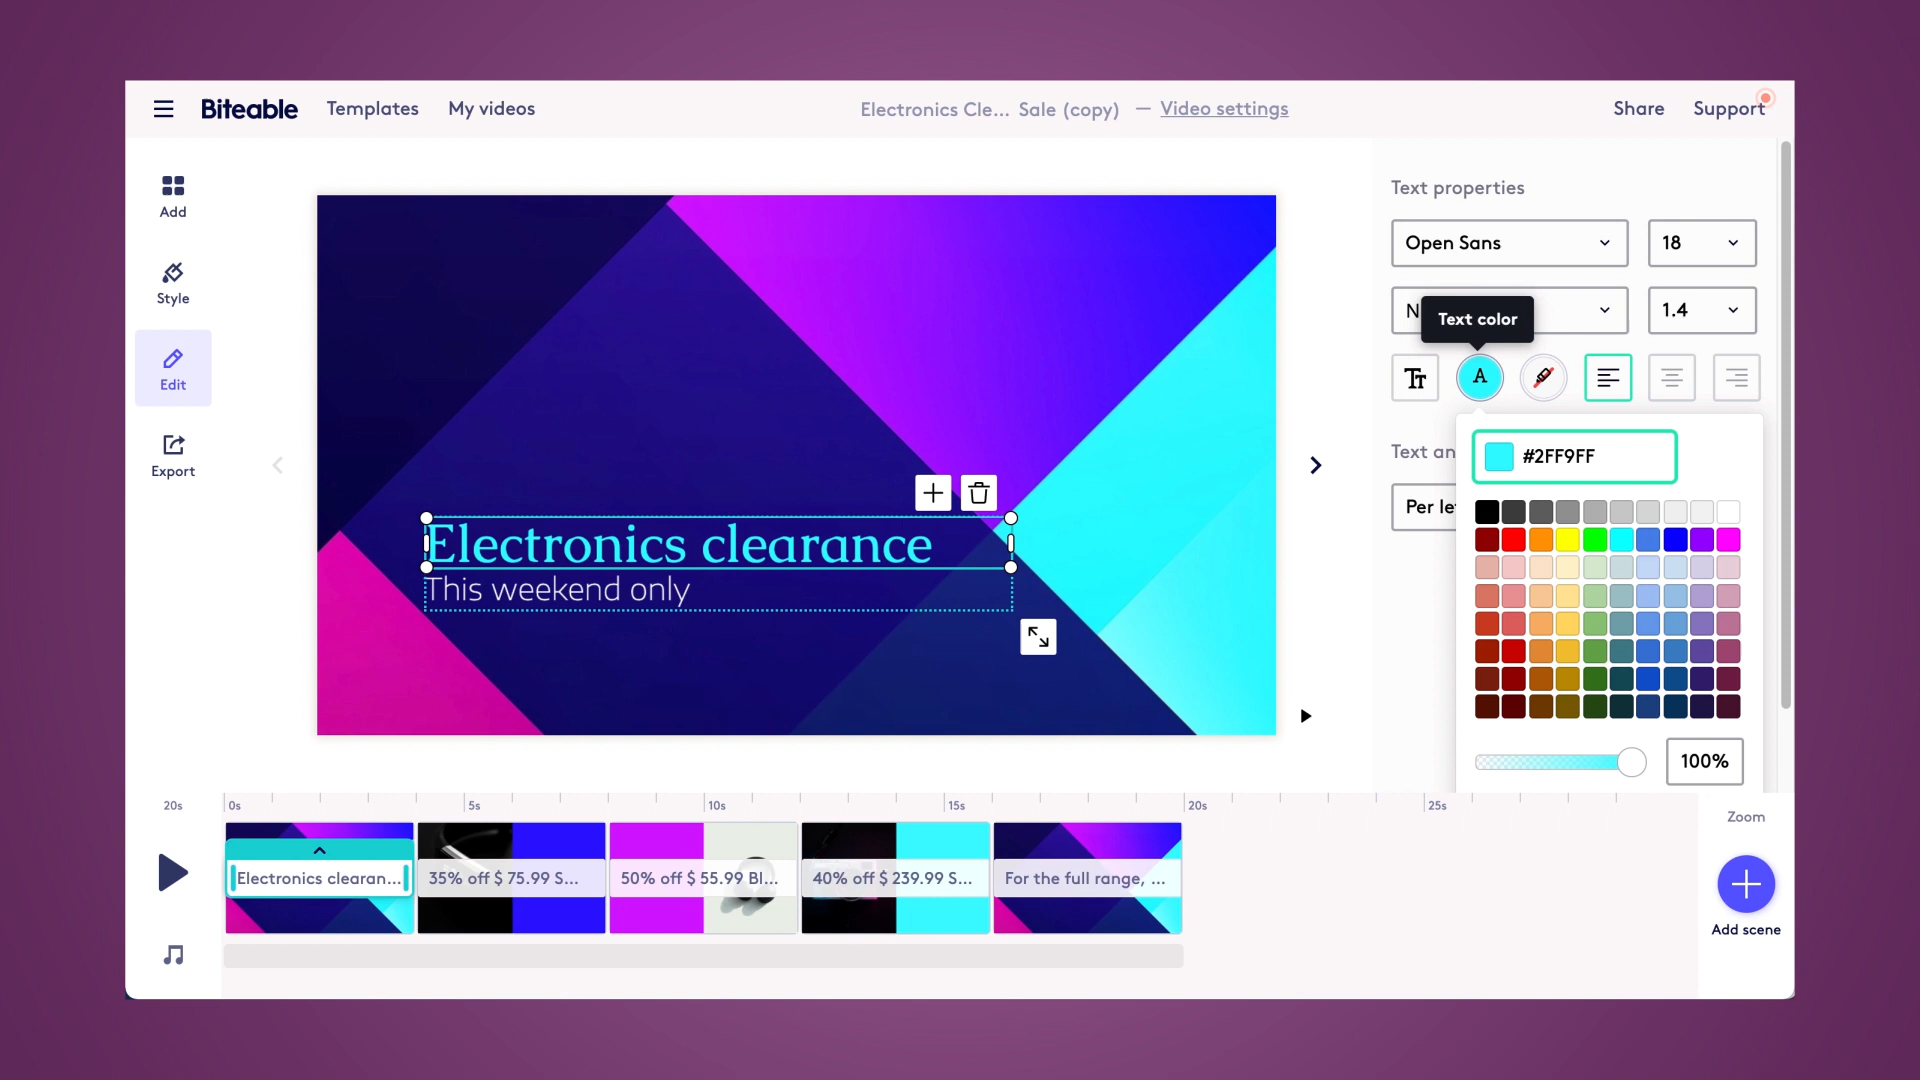 Biteable Templates My videos Electronics Cle... Sale (copy) — Video settings Share Support
Add
Style
Edit
Export
Electronics clearance
This weekend only
Text properties
Open Sans 18
N 1.4
Text color
Tt A
Text an
#2FF9FF
Per le
100%
20s 0s 5s 10s 15s 20s 25s
Electronics clearan... 35% off $ 75.99 S... 50% off $ 55.99 Bl... 40% off $ 239.99 S... For the full range, ...
Zoom
Add scene